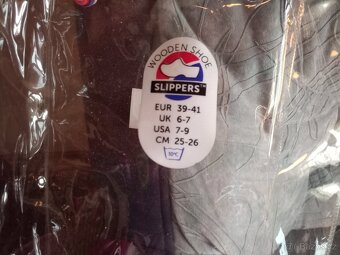 WOODEN SHOE
SLIPPERS™
EUR 39-41
UK 6-7
USA 7-9
CM 25-26
30°C